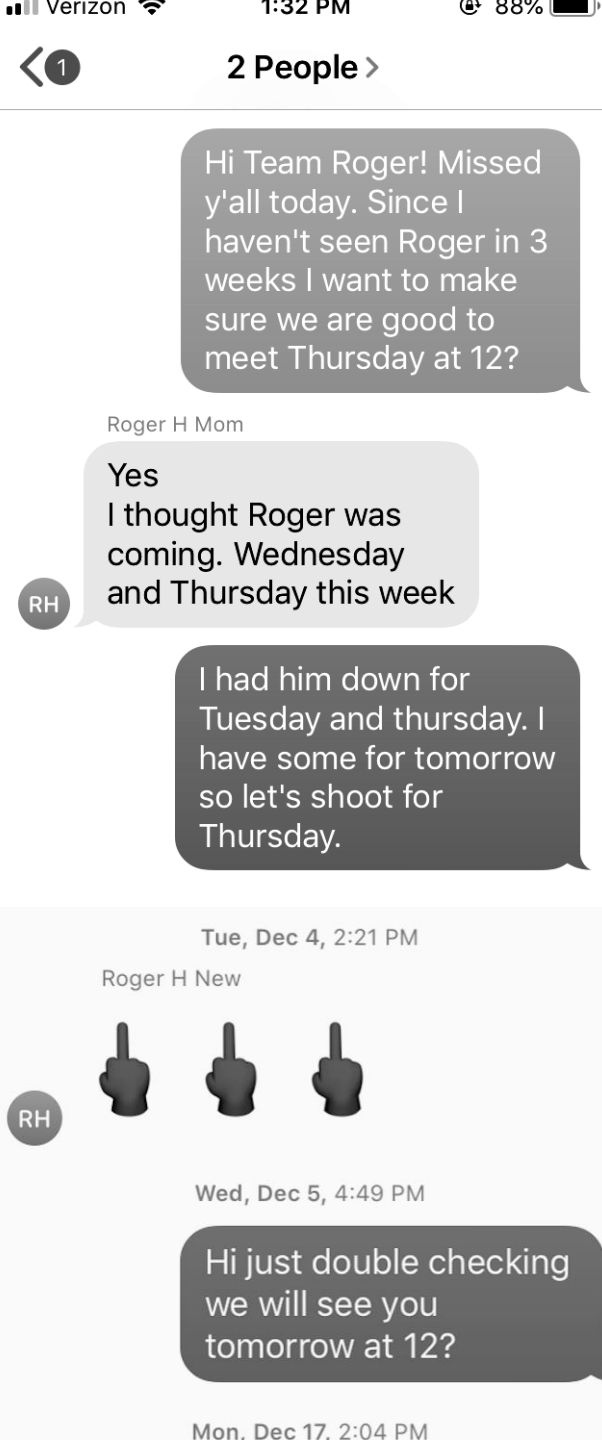 Verizon 1:32 PM 88%
1 2 People
Hi Team Roger! Missed
y'all today. Since I
haven't seen Roger in 3
weeks I want to make
sure we are good to
meet Thursday at 12?
Roger H Mom
Yes
I thought Roger was
coming. Wednesday
and Thursday this week
RH
I had him down for
Tuesday and thursday. I
have some for tomorrow
so let's shoot for
Thursday.
Tue, Dec 4, 2:21 PM
Roger H New
🖕🖕🖕
RH
Wed, Dec 5, 4:49 PM
Hi just double checking
we will see you
tomorrow at 12?
Mon, Dec 17, 2:04 PM